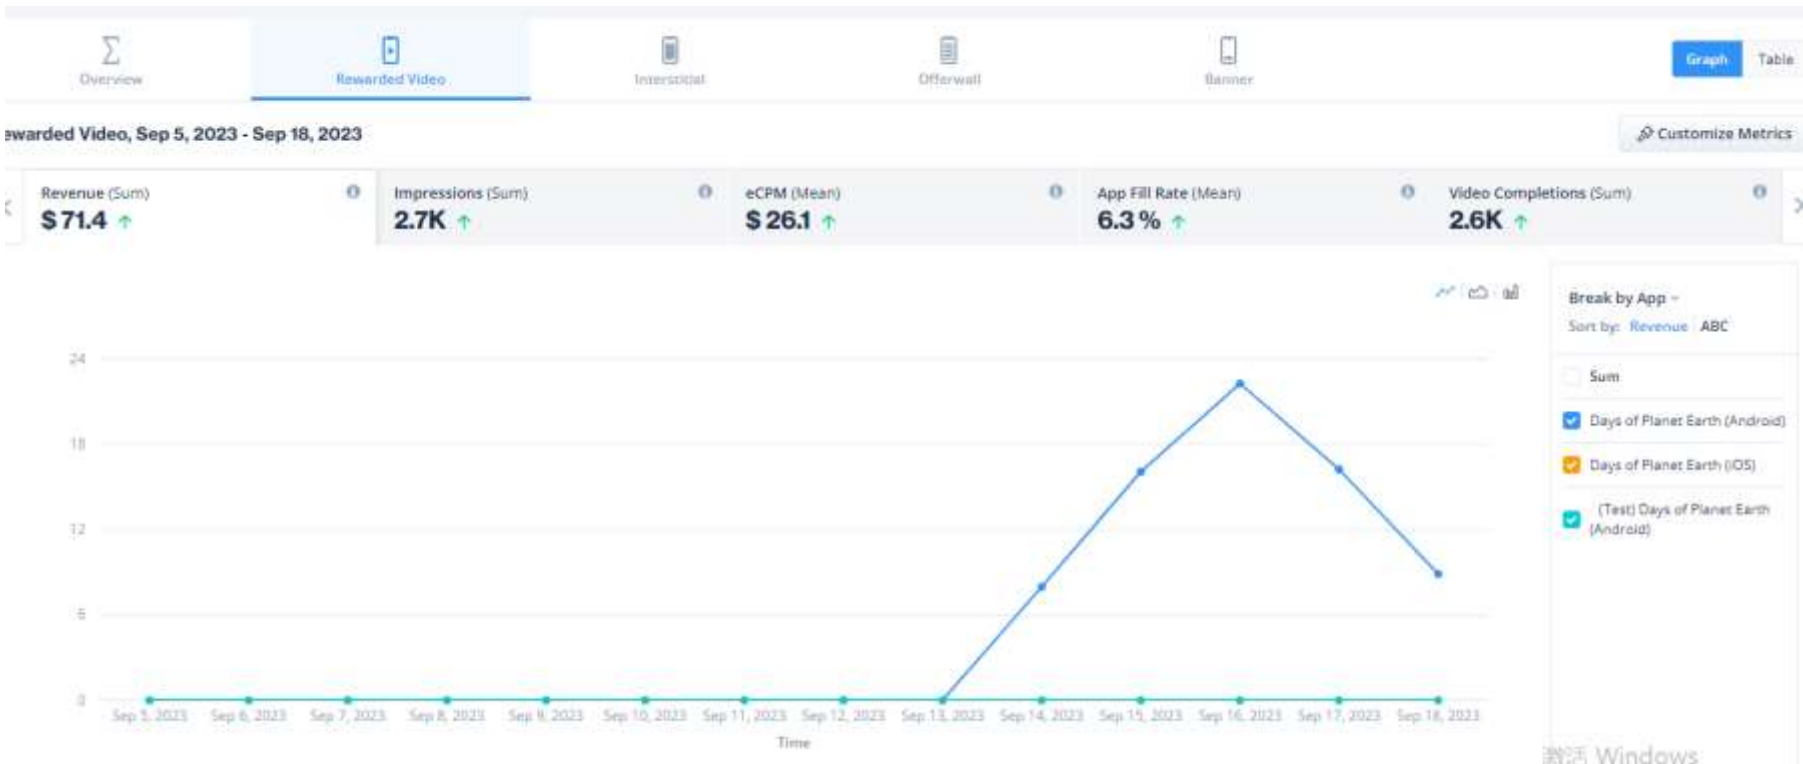 Overview
Rewarded Video
Interstitial
Offerwall
Banner
Graph
Table
ewarded Video, Sep 5, 2023 - Sep 18, 2023
Customize Metrics
Revenue (Sum)
$71.4
Impressions (Sum)
2.7K
eCPM (Mean)
$26.1
App Fill Rate (Mean)
6.3%
Video Completions (Sum)
2.6K
Break by App
Sort by: Revenue ABC
Sum
Days of Planet Earth (Android)
Days of Planet Earth (iOS)
(Test) Days of Planet Earth
(Android)
24
18
12
6
0
Sep 5, 2023 Sep 6, 2023 Sep 7, 2023 Sep 8, 2023 Sep 9, 2023 Sep 10, 2023 Sep 11, 2023 Sep 12, 2023 Sep 13, 2023 Sep 14, 2023 Sep 15, 2023 Sep 16, 2023 Sep 17, 2023 Sep 18, 2023
Time
激活 Windows